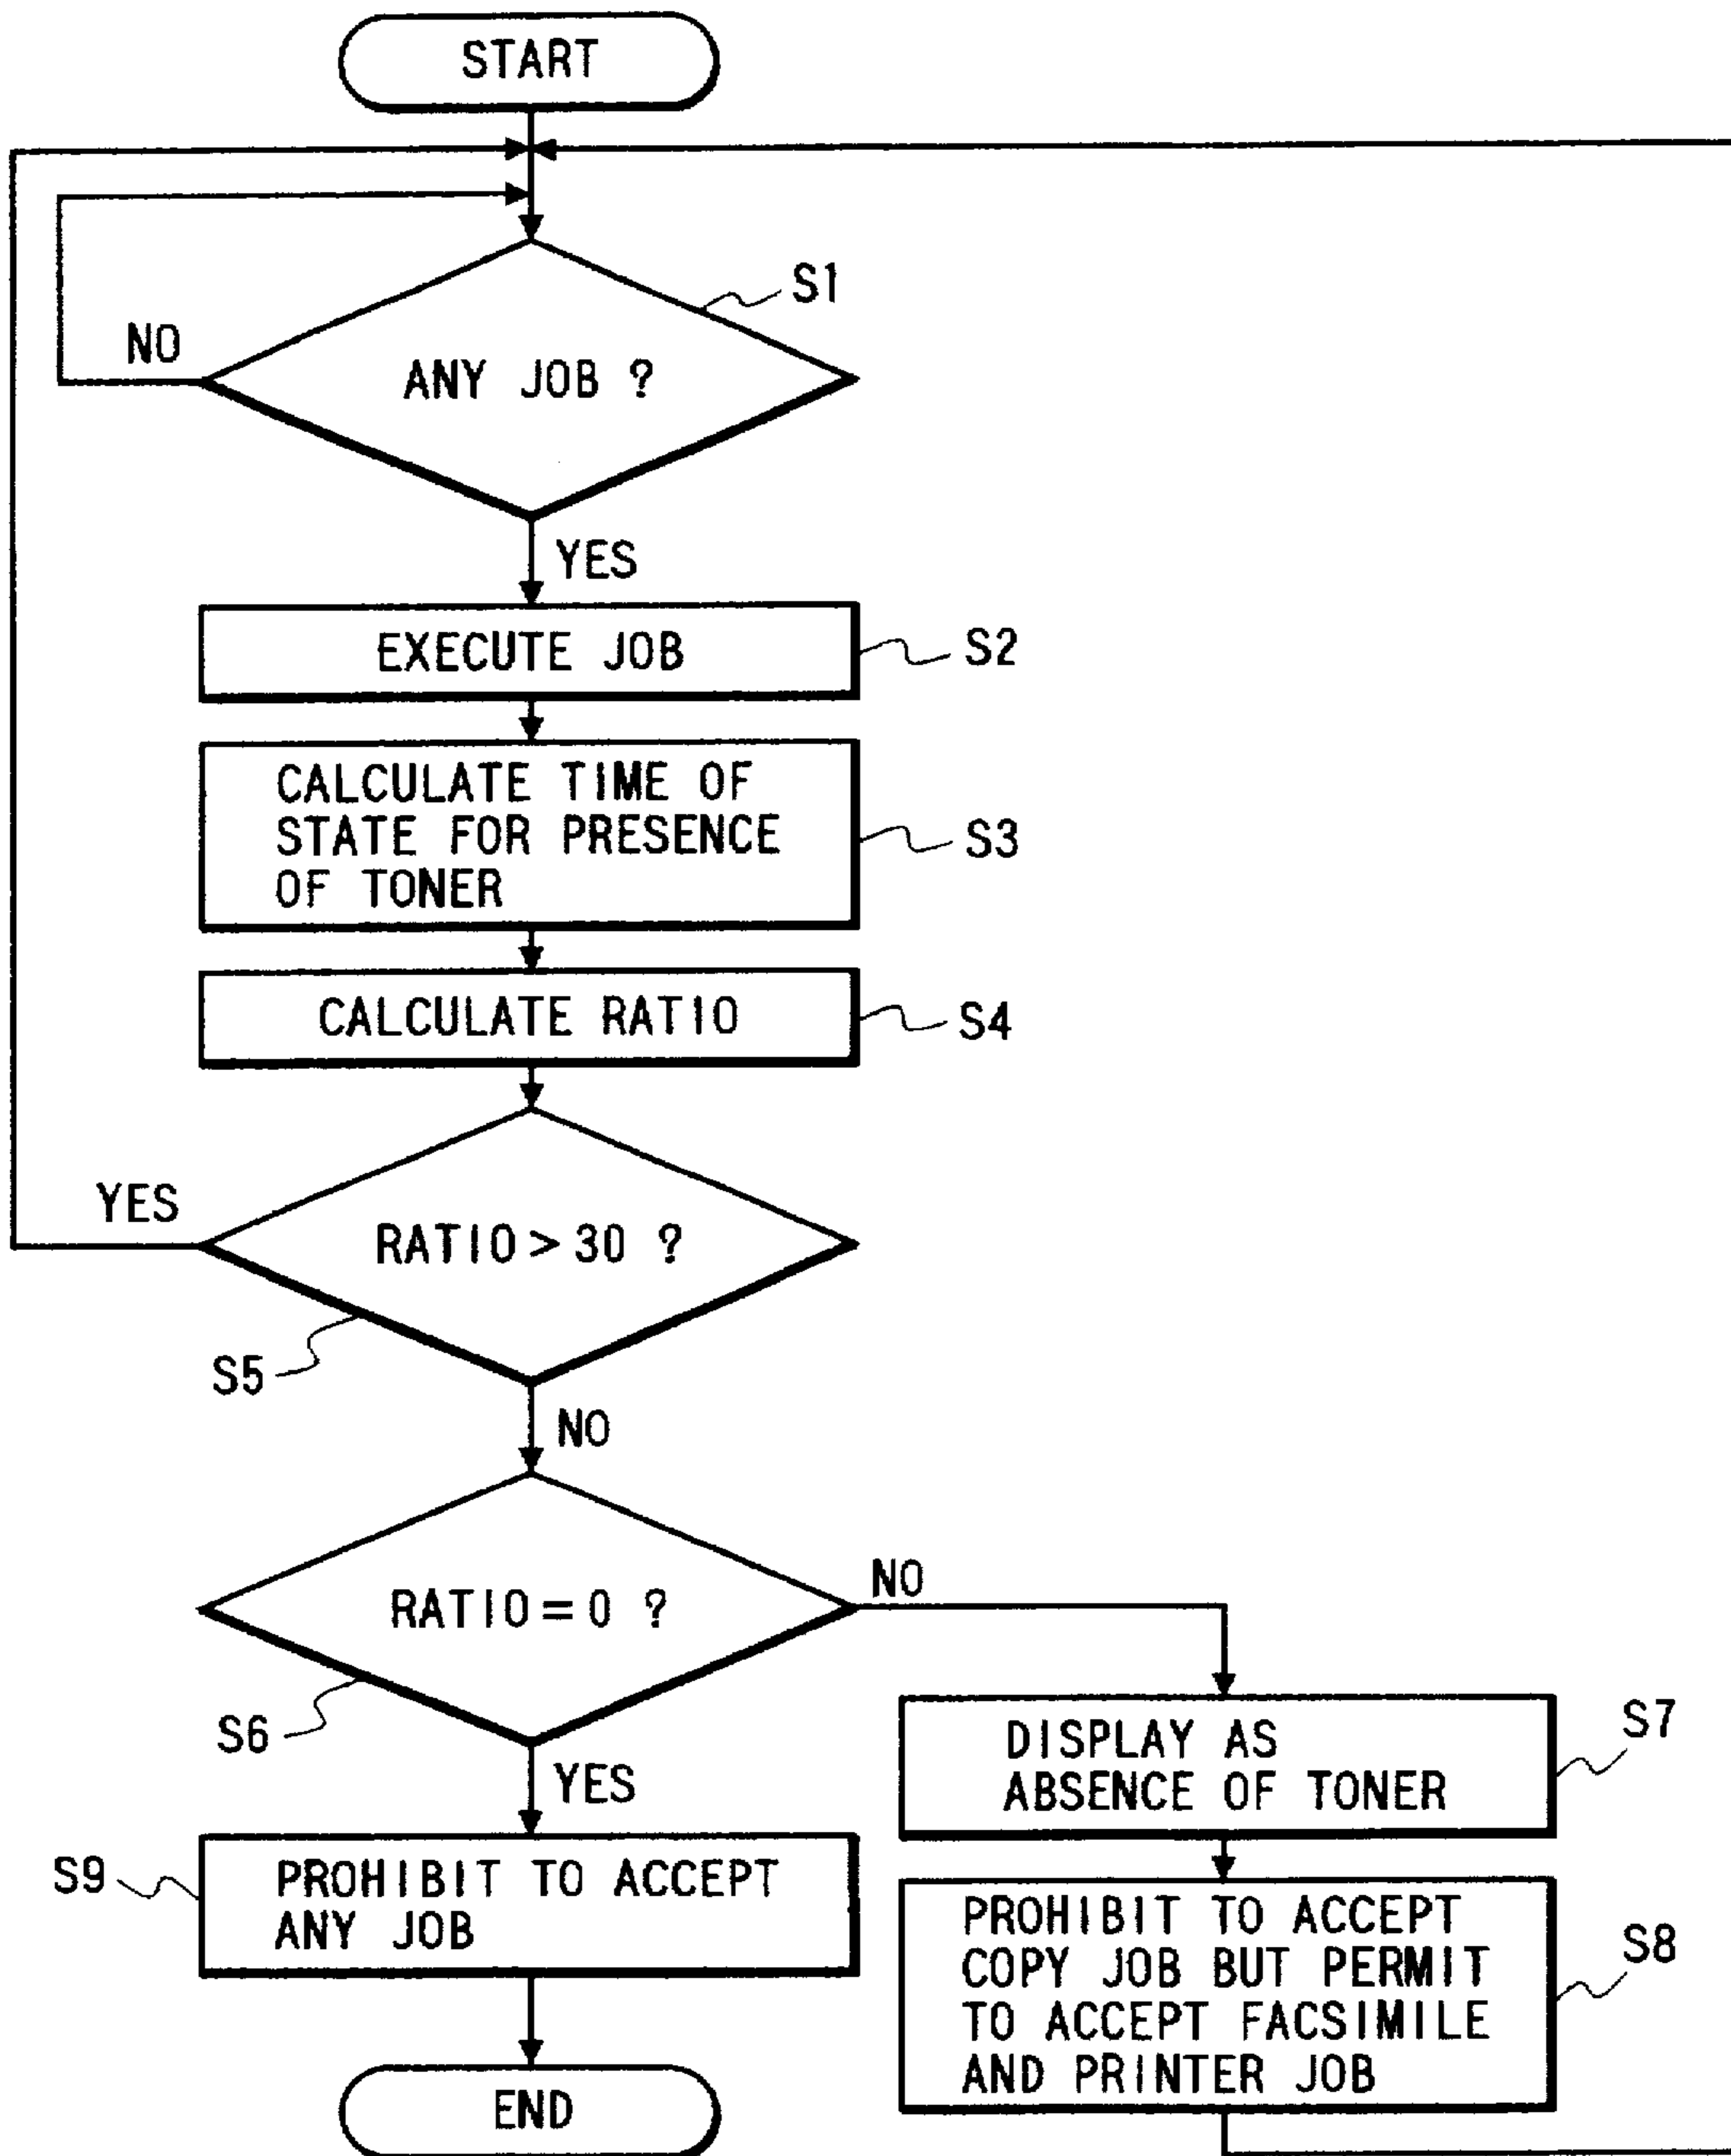 START
S1
NO
ANY JOB ?
YES
EXECUTE JOB
S2
CALCULATE TIME OF
STATE FOR PRESENCE
OF TONER
S3
CALCULATE RATIO
S4
YES
RATIO > 30 ?
S5
NO
RATIO = 0 ?
NO
S6
YES
S7
DISPLAY AS
ABSENCE OF TONER
S9
PROHIBIT TO ACCEPT
ANY JOB
PROHIBIT TO ACCEPT
COPY JOB BUT PERMIT
TO ACCEPT FACSIMILE
AND PRINTER JOB
S8
END